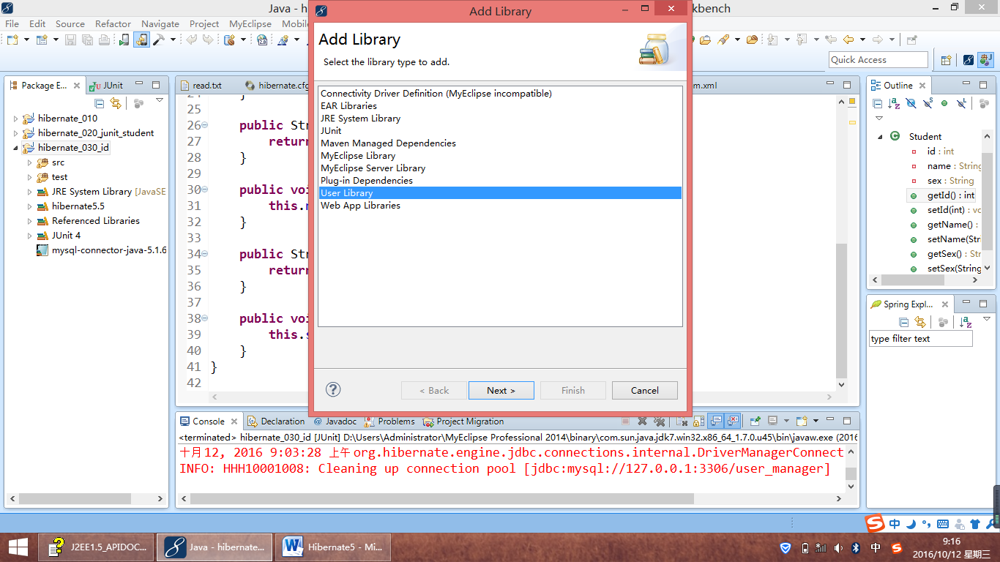 Java - h
kbench
Add Library
File Edit Source Refactor Navigate Project MyEclipse Mobil
Quick Access
Add Library
Select the library type to add.
Package E...
JUnit
hibernate_010
hibernate_020_junit_student
hibernate_030_id
src
test
JRE System Library [JavaSE
hibernate5.5
Referenced Libraries
JUnit 4
mysql-connector-java-5.1.6
read.txt
hibernate.cfg
m.xml
24 }
25
26 public Str
27 return
28 }
29
30 public voi
31 this.n
32 }
33
34 public Str
35 return
36 }
37
38 public voi
39 this.s
40 }
41 }
42
Connectivity Driver Definition (MyEclipse incompatible)
EAR Libraries
JRE System Library
JUnit
Maven Managed Dependencies
MyEclipse Library
MyEclipse Server Library
Plug-in Dependencies
User Library
Web App Libraries
< Back Next > Finish Cancel
Outline
Student
id : int
name : String
sex : String
getId() : int
setId(int) : vo
getName() :
setName(Str
getSex() : Str
setSex(String
Spring Expl...
type filter text
Console Declaration Javadoc Problems Project Migration
<terminated> hibernate_030_id [JUnit] D:\Users\Administrator\MyEclipse Professional 2014\binary\com.sun.java.jdk7.win32.x86_64_1.7.0.u45\bin\javaw.exe (2016
十月12, 2016 9:03:28 上午 org.hibernate.engine.jdbc.connections.internal.DriverManagerConnect
INFO: HHH10001008: Cleaning up connection pool [jdbc:mysql://127.0.0.1:3306/user_manager]
中
J2EE1.5_APIDOC...
Java - hibernate...
Hibernate5 - Mi...
中
9:16
2016/10/12 星期三